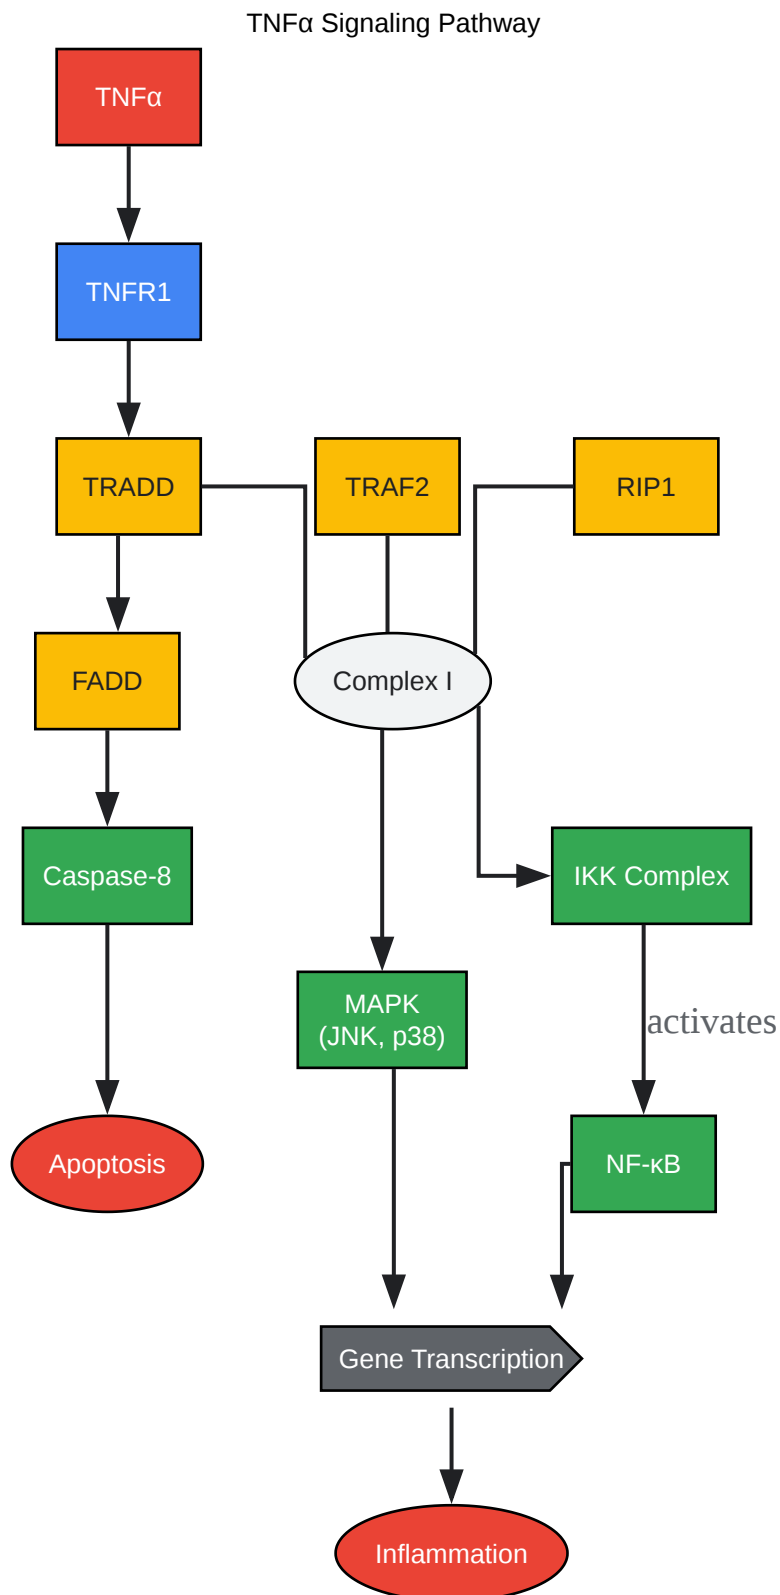 TNFα Signaling Pathway
TNFα
TNFR1
TRADD
TRAF2
RIP1
FADD
Complex I
Caspase-8
IKK Complex
MAPK
(JNK, p38)
activates
Apoptosis
NF-κB
Gene Transcription
Inflammation